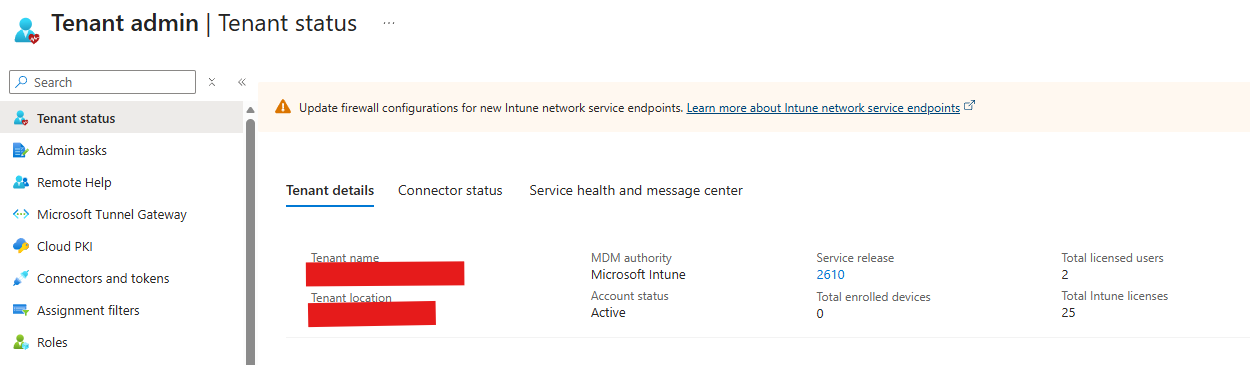 Tenant admin | Tenant status ...
Search
Update firewall configurations for new Intune network service endpoints. Learn more about Intune network service endpoints
Tenant status
Admin tasks
Remote Help
Microsoft Tunnel Gateway
Cloud PKI
Connectors and tokens
Assignment filters
Roles
Tenant details Connector status Service health and message center
Tenant name MDM authority Service release Total licensed users
Microsoft Intune 2610 2
Tenant location Account status Total enrolled devices Total Intune licenses
Active 0 25